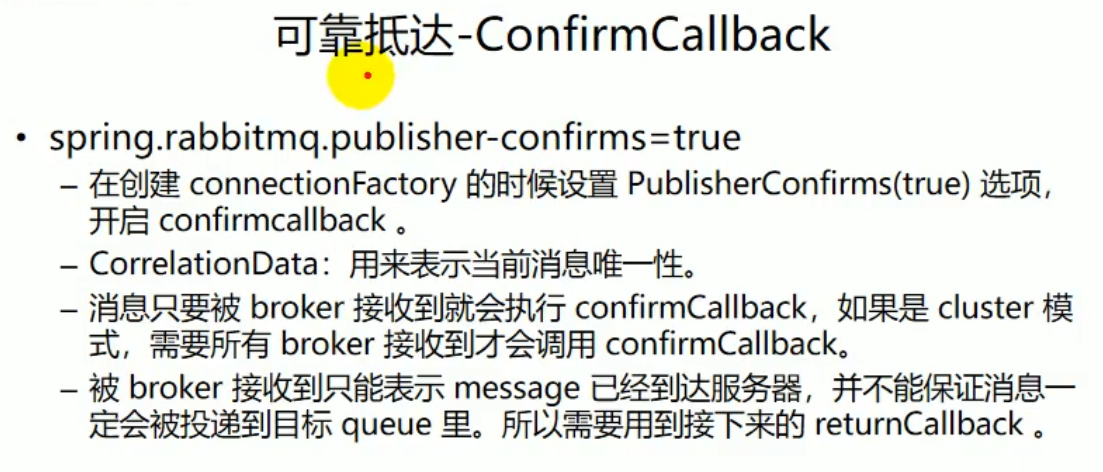 可靠抵达-ConfirmCallback
• spring.rabbitmq.publisher-confirms=true
– 在创建 connectionFactory 的时候设置 PublisherConfirms(true) 选项，
开启 confirmcallback 。
– CorrelationData：用来表示当前消息唯一性。
– 消息只要被 broker 接收到就会执行 confirmCallback，如果是 cluster 模
式，需要所有 broker 接收到才会调用 confirmCallback。
– 被 broker 接收到只能表示 message 已经到达服务器，并不能保证消息一
定会被投递到目标 queue 里。所以需要用到接下来的 returnCallback 。